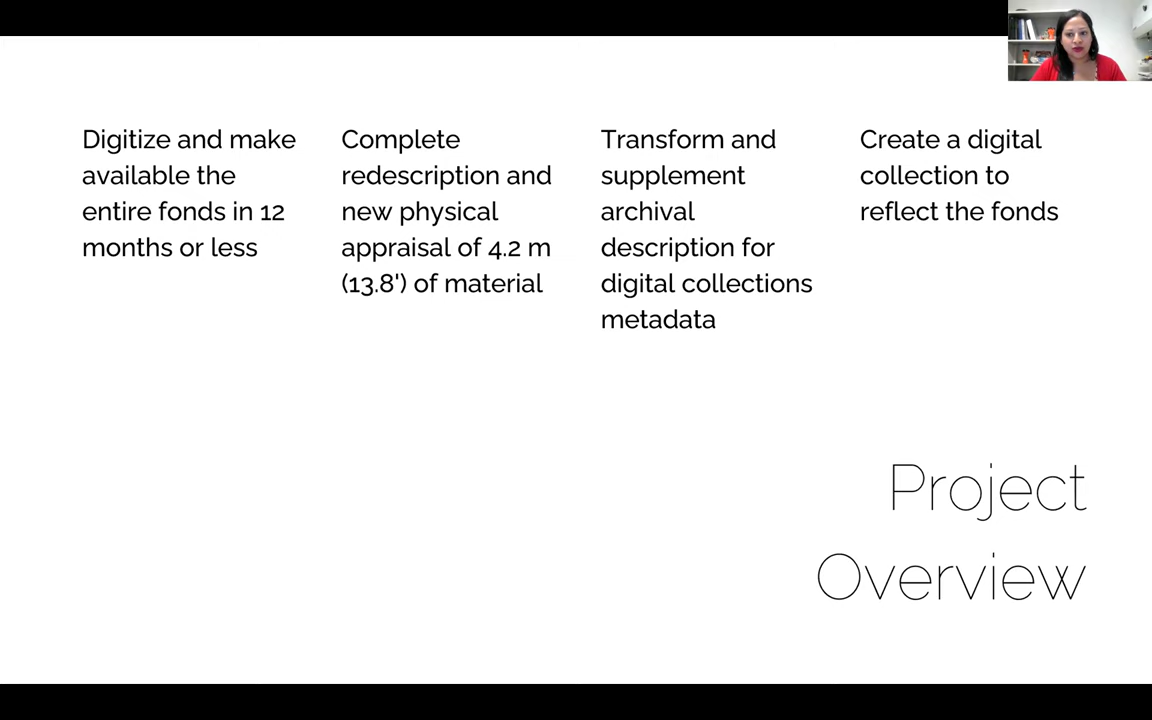 Digitize and make
available the
entire fonds in 12
months or less
Complete
redescription and
new physical
appraisal of 4.2 m
(13.8') of material
Transform and
supplement
archival
description for
digital collections
metadata
Create a digital
collection to
reflect the fonds
Project
Overview